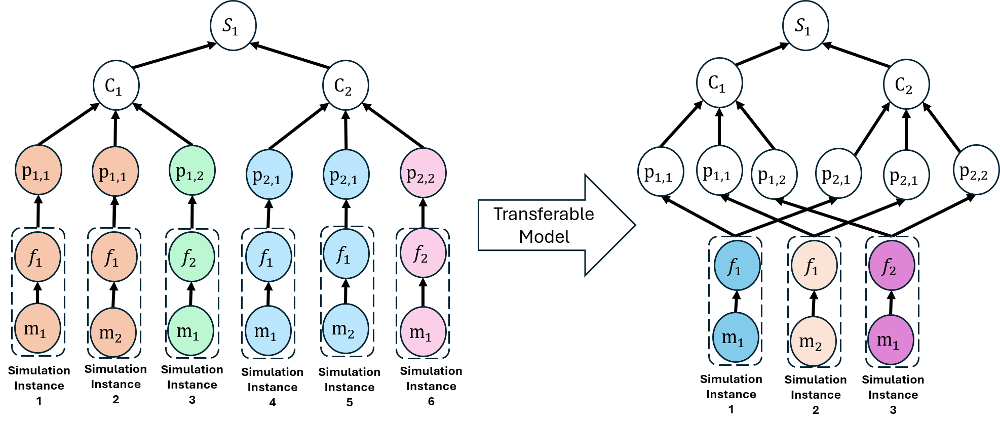 S₁
C₁
C₂
p₁,₁
p₁,₁
p₁,₂
p₂,₁
p₂,₁
p₂,₂
f₁
f₁
f₂
f₁
f₁
f₂
m₁
m₂
m₁
m₁
m₂
m₁
Simulation
Instance
1
Simulation
Instance
2
Simulation
Instance
3
Simulation
Instance
4
Simulation
Instance
5
Simulation
Instance
6
Transferable
Model
S₁
C₁
C₂
p₁,₁
p₁,₁
p₁,₂
p₂,₁
p₂,₁
p₂,₂
f₁
f₁
f₂
m₁
m₂
m₁
Simulation
Instance
1
Simulation
Instance
2
Simulation
Instance
3